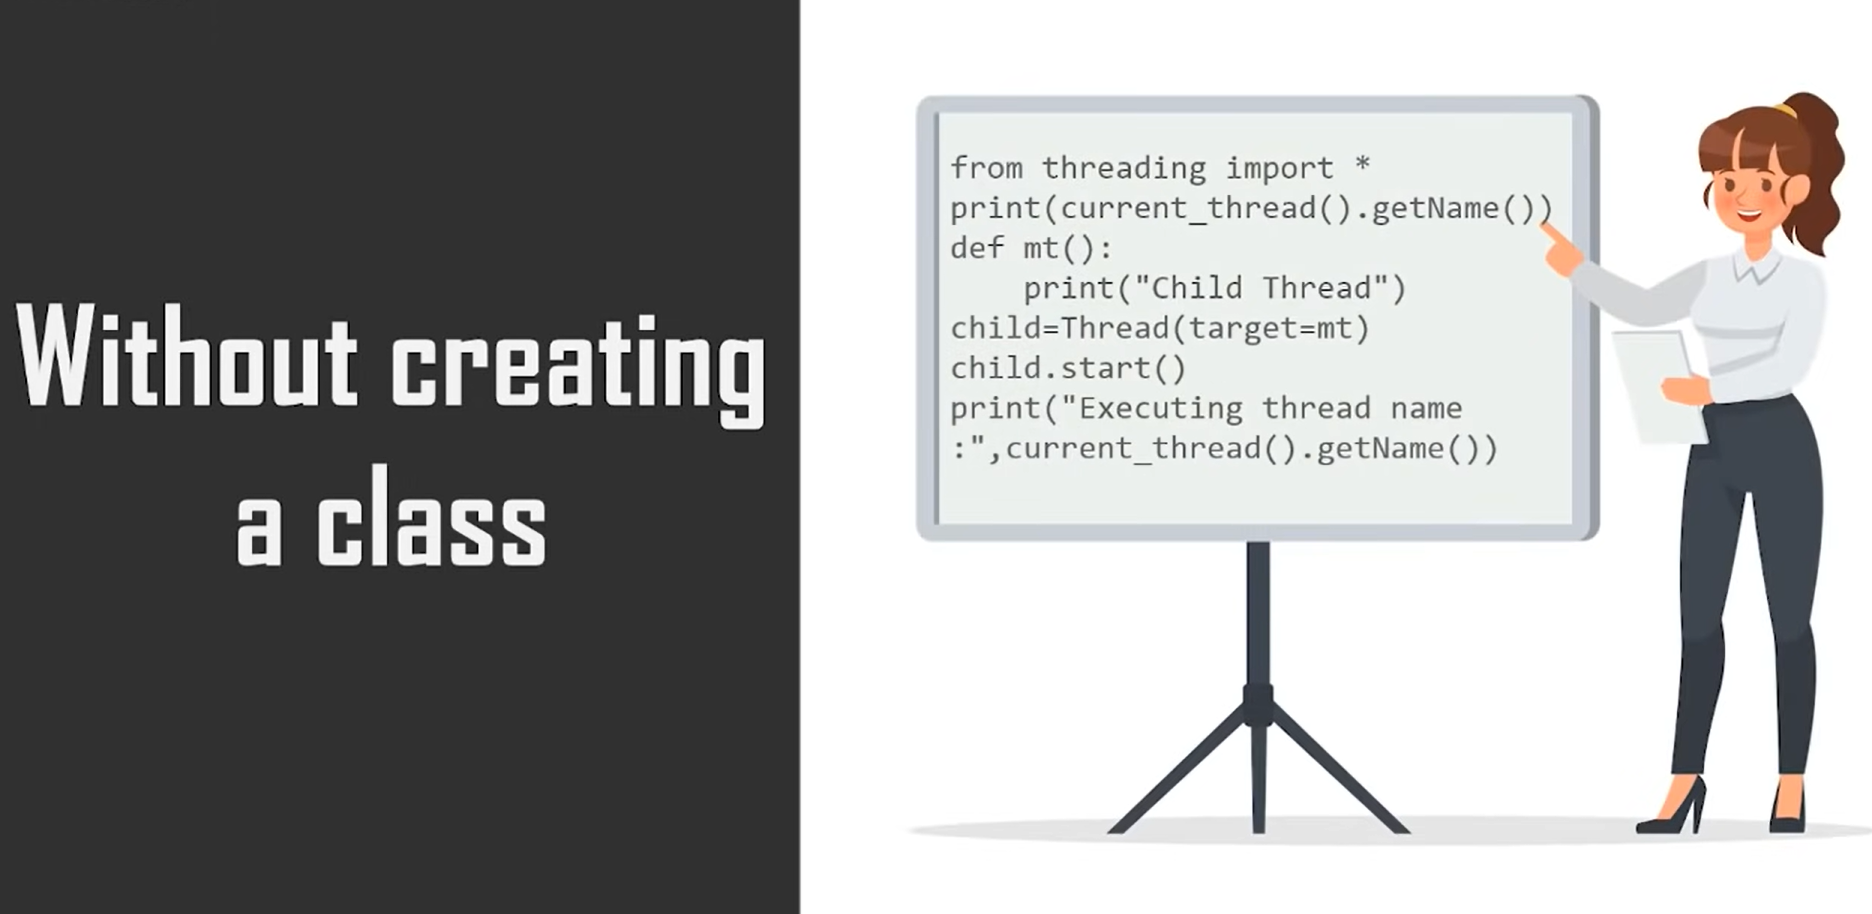 Without creating
a class
from threading import *
print(current_thread().getName())
def mt():
    print("Child Thread")
child=Thread(target=mt)
child.start()
print("Executing thread name
:",current_thread().getName())